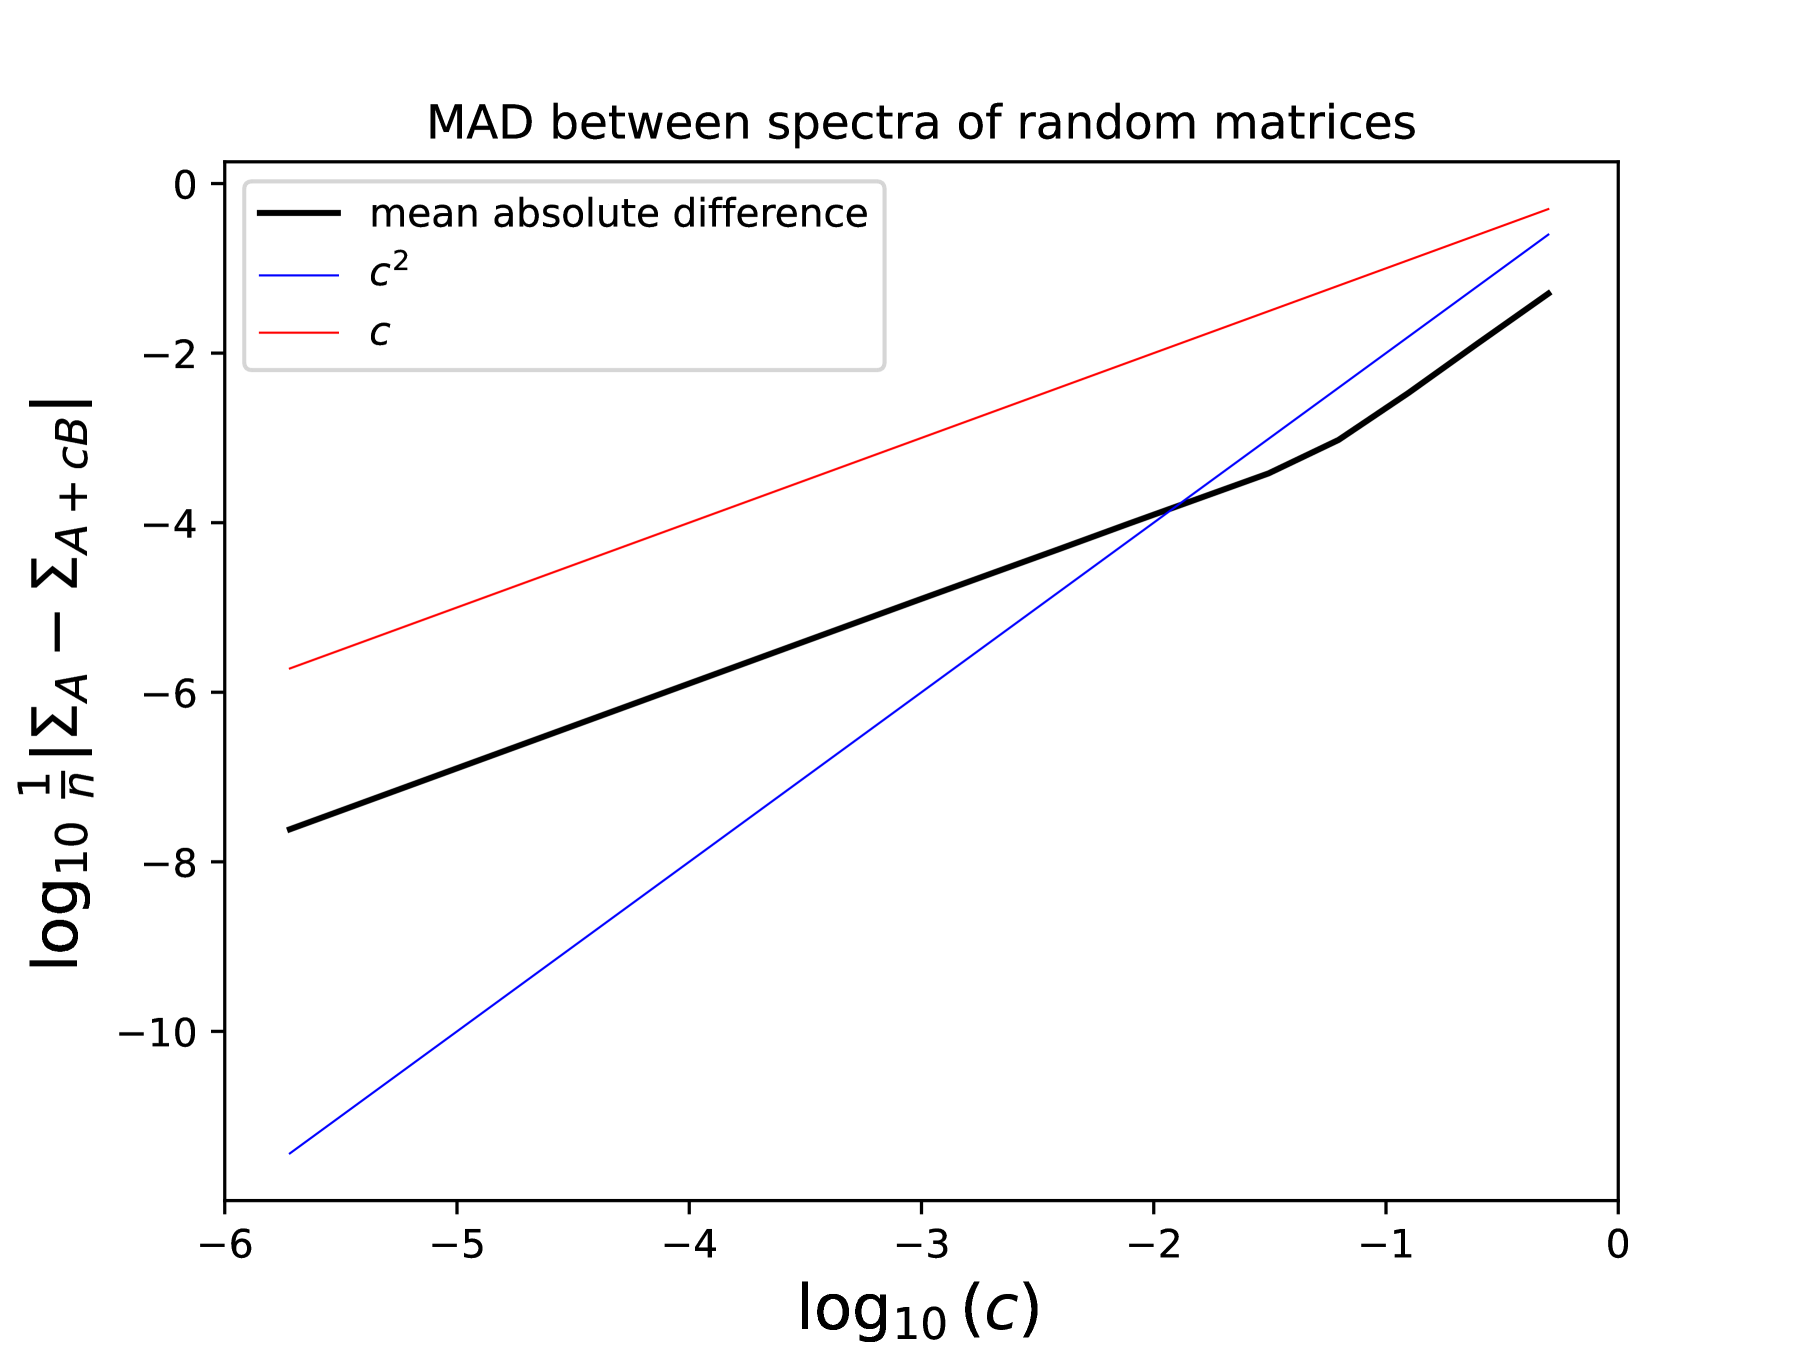 MAD between spectra of random matrices
mean absolute difference
c²
c
0
−2
−4
−6
−8
−10
log₁₀ 1/n |Σ_A − Σ_{A + cB}|
−6 −5 −4 −3 −2 −1 0
log₁₀ (c)